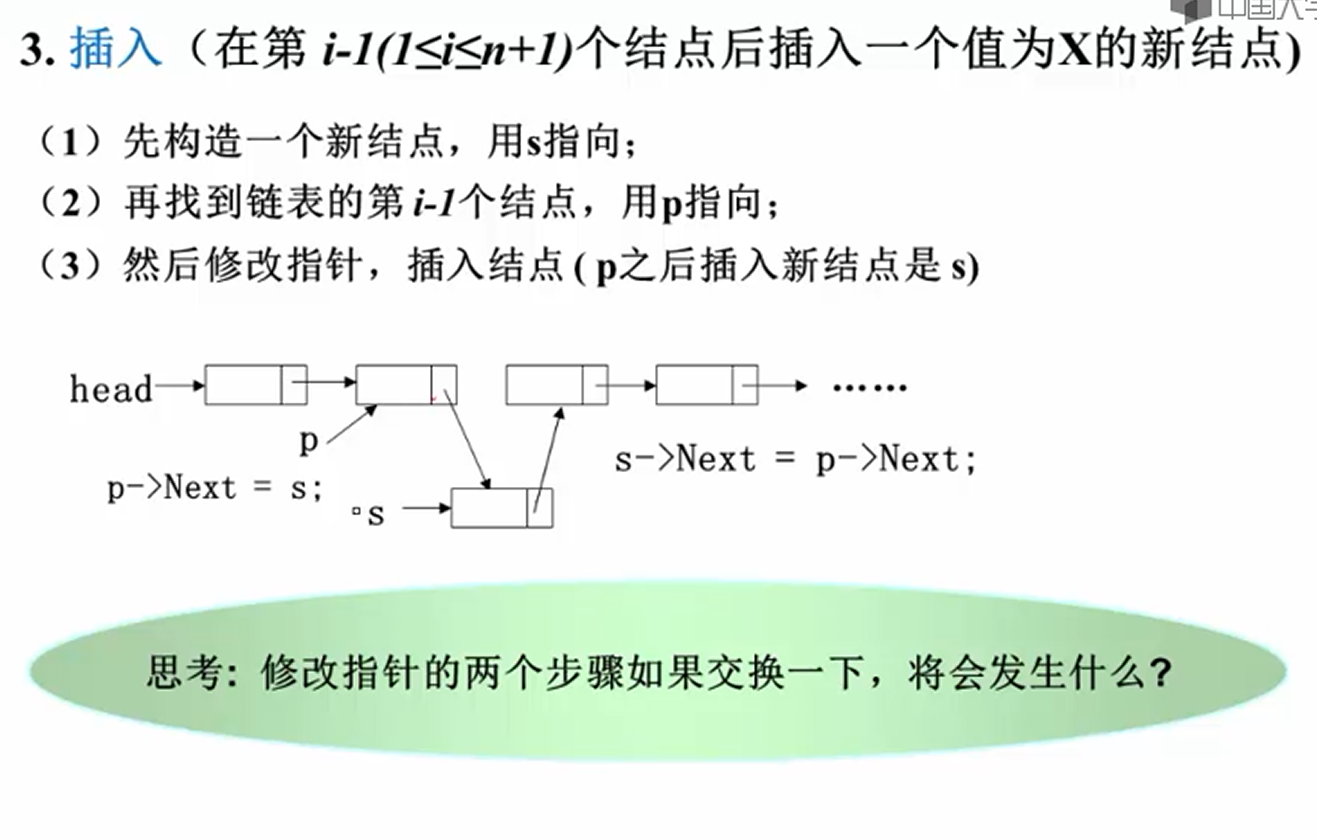 中国大学
3. 插入（在第 i-1(1≤i≤n+1)个结点后插入一个值为X的新结点)
（1）先构造一个新结点，用s指向；
（2）再找到链表的第 i-1个结点，用p指向；
（3）然后修改指针，插入结点 ( p之后插入新结点是 s)
head
……
p
s->Next = p->Next;
p->Next = s;
s
思考：修改指针的两个步骤如果交换一下，将会发生什么？